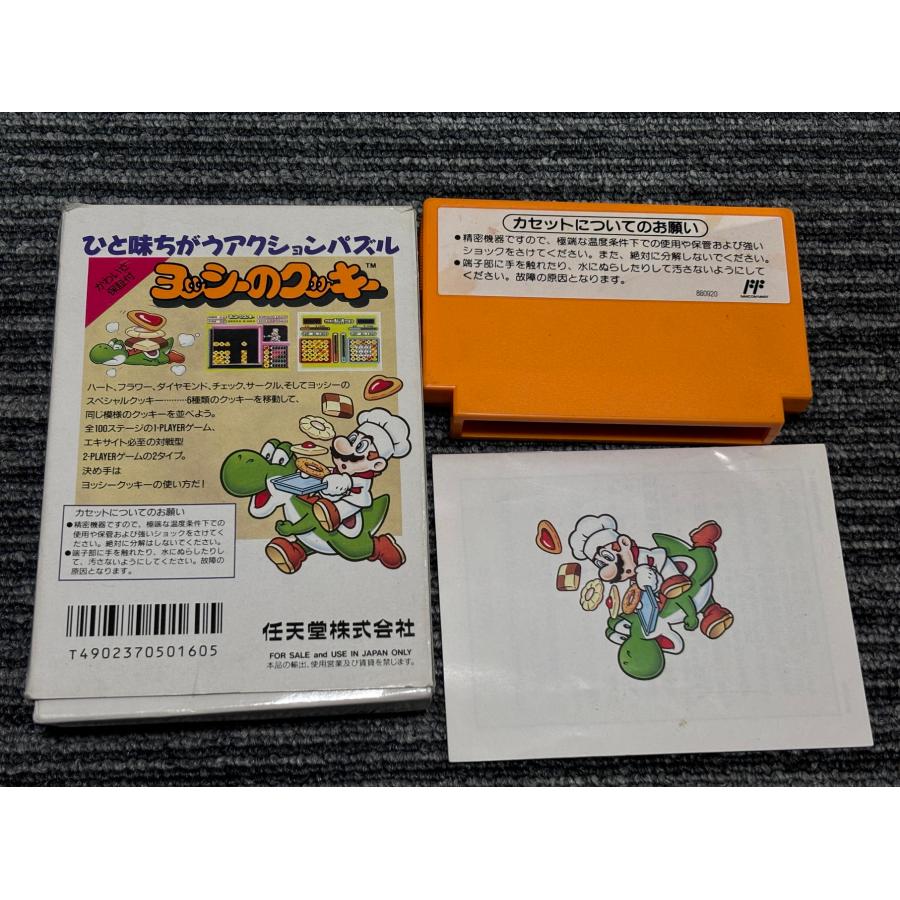 ひと味ちがうアクションパズル
かわいさ
保証付
ヨッシーのクッキー™
ハート、フラワー、ダイヤモンド、チェック、サークル、そしてヨッシーの
スペシャルクッキー………6種類のクッキーを移動して、
同じ模様のクッキーを並べよう。
全100ステージの1-PLAYERゲーム、
エキサイト必至の対戦型
2-PLAYERゲームの2タイプ。
決め手は
ヨッシークッキーの使い方だ!
カセットについてのお願い
●精密機器ですので、極端な温度条件下での
使用や保管および強いショックをさけてくだ
さい。絶対に分解はしないでください。
●端子部に手を触れたり、水にぬらしたりし
て、汚さないようにしてください。故障の
原因となります。
T4902370501605
任天堂株式会社
FOR SALE and USE IN JAPAN ONLY
本品の輸出、使用営業及び賃貸を禁じます。
カセットについてのお願い
●精密機器ですので、極端な温度条件下での使用や保管および強い
ショックをさけてください。また、絶対に分解しないでください。
●端子部に手を触れたり、水にぬらしたりして汚さないようにして
ください。故障の原因となります。
880920